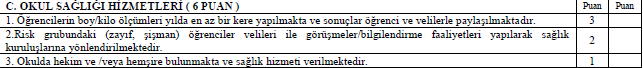 C. OKUL SAĞLIĞI HİZMETLERİ ( 6 PUAN ) Puan Puan
1. Öğrencilerin boy/kilo ölçümleri yılda en az bir kere yapılmakta ve sonuçlar öğrenci ve velilerle paylaşılmaktadır. 3
2.Risk grubundaki (zayıf, şişman) öğrenciler velileri ile görüşmeler/bilgilendirme faaliyetleri yapılarak sağlık
kuruluşlarına yönlendirilmektedir. 2
3. Okulda hekim ve /veya hemşire bulunmakta ve sağlık hizmeti verilmektedir. 1